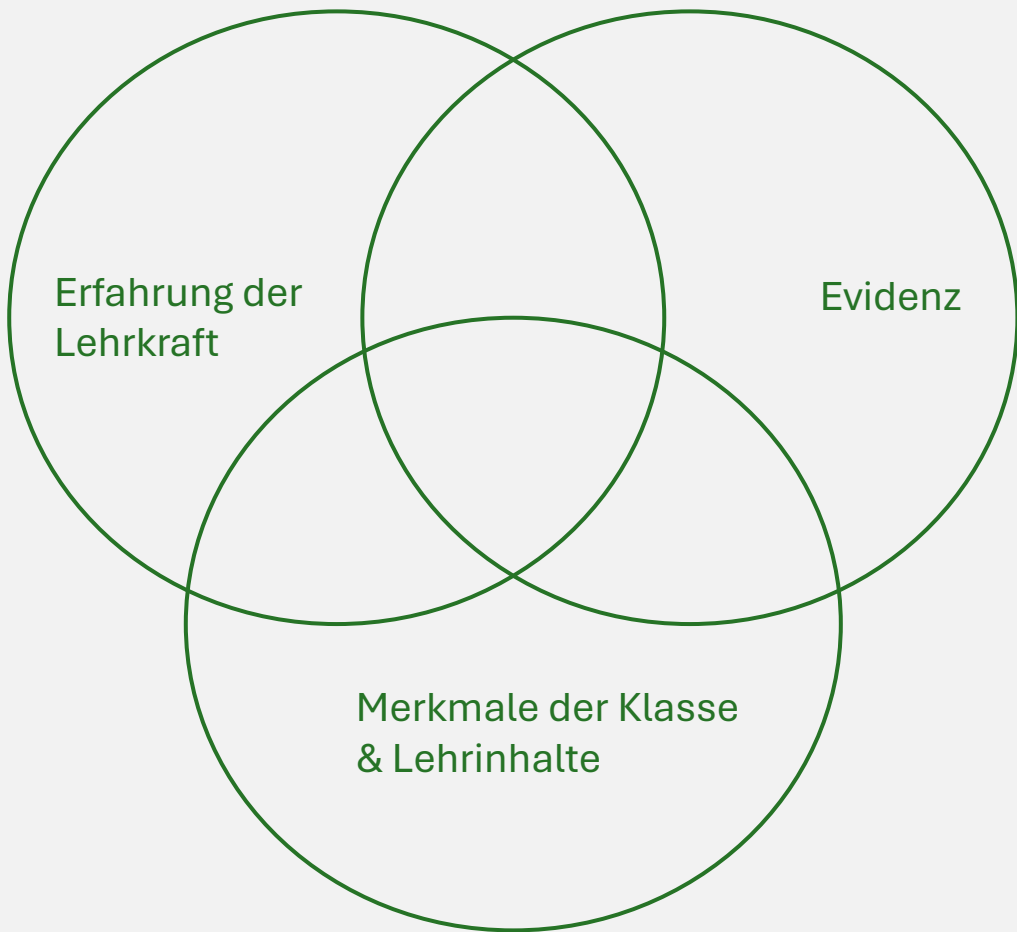 Erfahrung der
Lehrkraft
Evidenz
Merkmale der Klasse
& Lehrinhalte